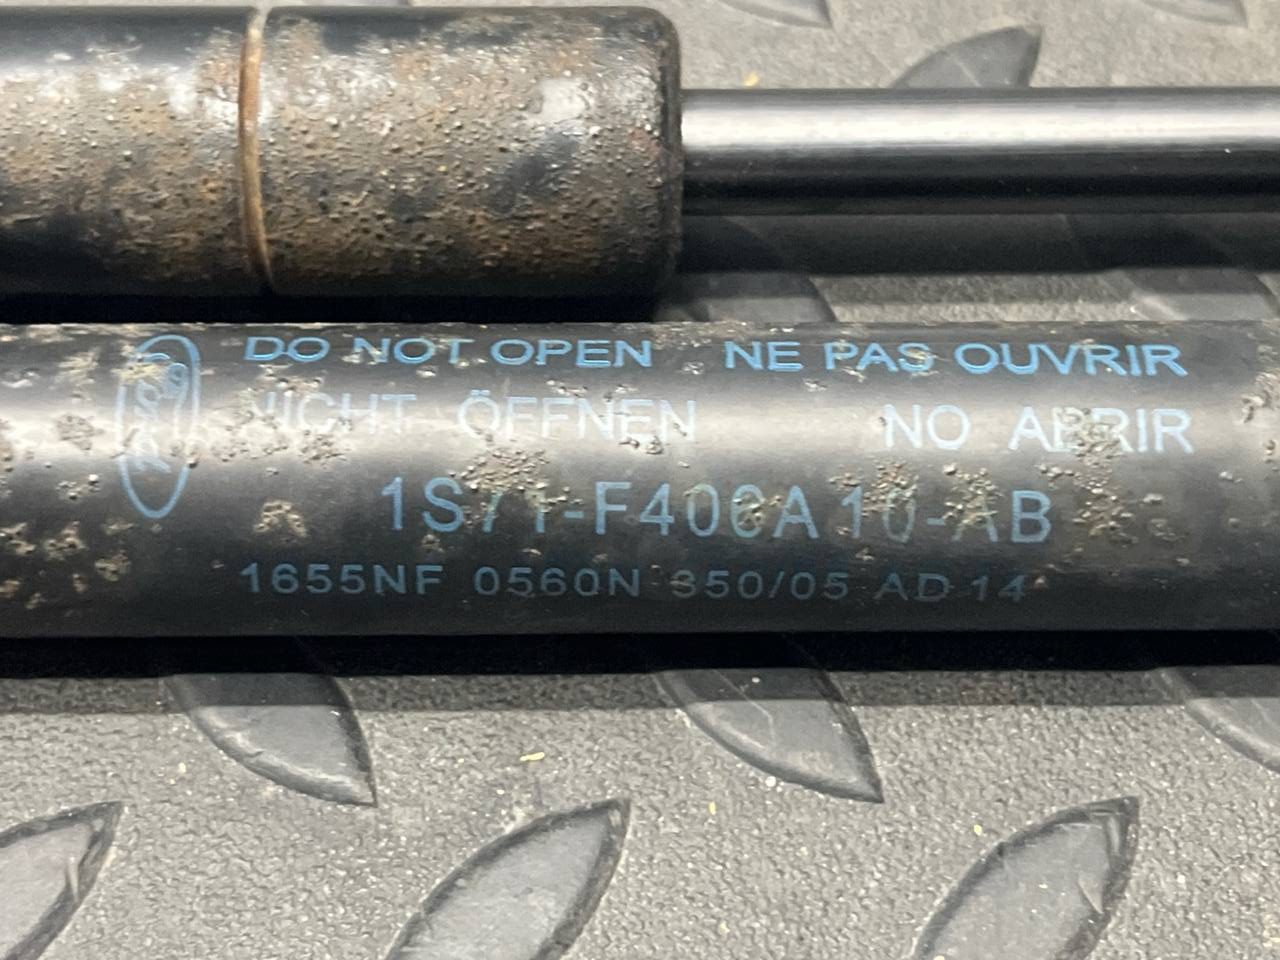 DO NOT OPEN NE PAS OUVRIR
NICHT ÖFFNEN NO ABRIR
Ford
1S71-F406A10-AB
1655NF 0560N 350/05 AD 14